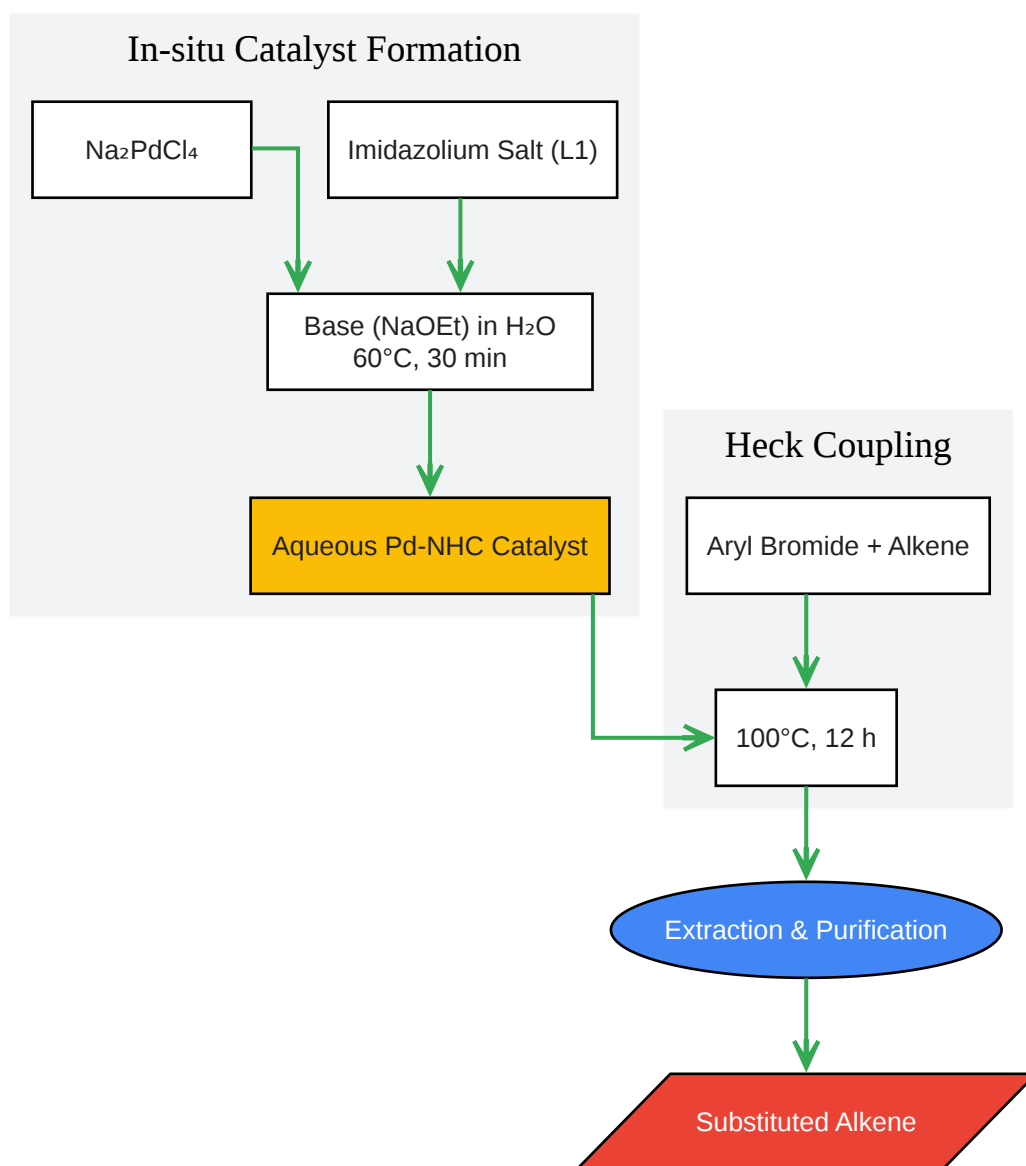 In-situ Catalyst Formation
Na₂PdCl₄
Imidazolium Salt (L1)
Base (NaOEt) in H₂O
60°C, 30 min
Aqueous Pd-NHC Catalyst
Heck Coupling
Aryl Bromide + Alkene
100°C, 12 h
Extraction & Purification
Substituted Alkene